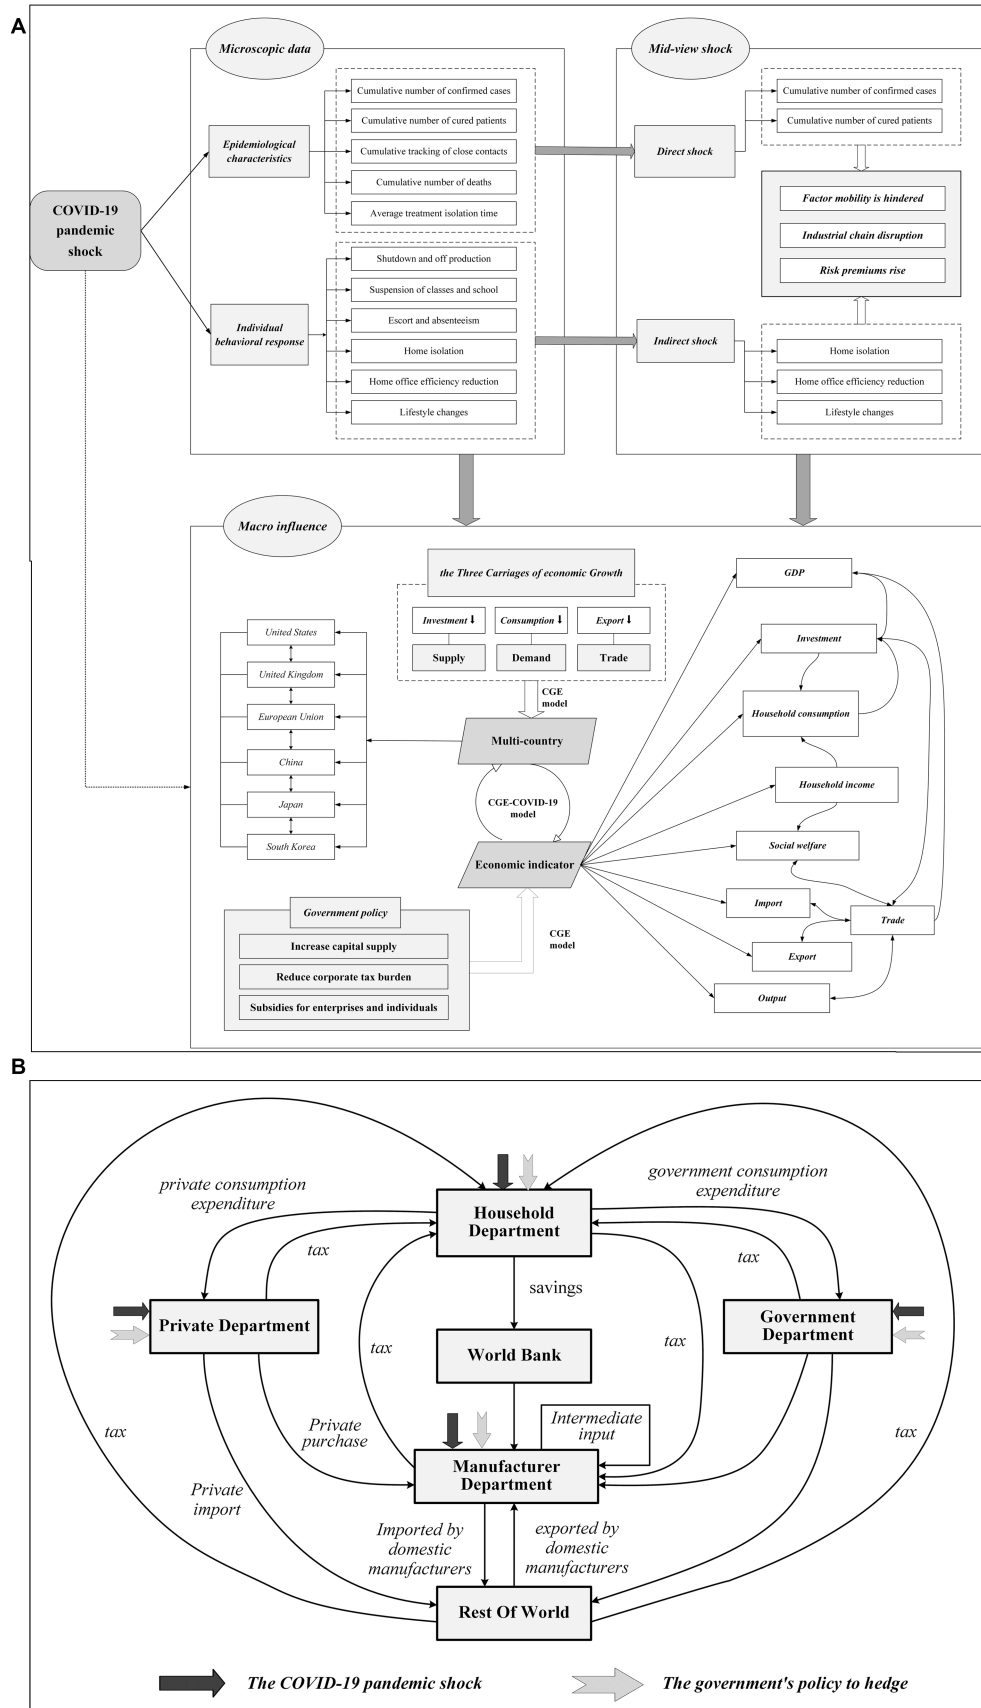 A
Microscopic data
Mid-view shock
Cumulative number of confirmed cases
Cumulative number of cured patients
Cumulative tracking of close contacts
Cumulative number of deaths
Average treatment isolation time
Epidemiological
characteristics
Direct shock
Cumulative number of confirmed cases
Cumulative number of cured patients
COVID-19
pandemic
shock
Factor mobility is hindered
Industrial chain disruption
Risk premiums rise
Shutdown and off production
Suspension of classes and school
Escort and absenteeism
Home isolation
Home office efficiency reduction
Lifestyle changes
Individual
behavioral response
Indirect shock
Home isolation
Home office efficiency reduction
Lifestyle changes
Macro influence
the Three Carriages of economic Growth
Investment ⬇
Consumption ⬇
Export ⬇
Supply
Demand
Trade
CGE
model
United States
United Kingdom
European Union
China
Japan
South Korea
Multi-country
CGE-COVID-19
model
Economic indicator
GDP
Investment
Household consumption
Household income
Social welfare
Import
Trade
Export
Output
Government policy
Increase capital supply
Reduce corporate tax burden
Subsidies for enterprises and individuals
CGE
model
B
private consumption
expenditure
government consumption
expenditure
Household
Department
tax
tax
savings
Private Department
Government
Department
tax
World Bank
tax
Private
purchase
Intermediate
input
tax
tax
Manufacturer
Department
Private
import
Imported by
domestic
manufacturers
exported by
domestic
manufacturers
Rest Of World
The COVID-19 pandemic shock
The government's policy to hedge